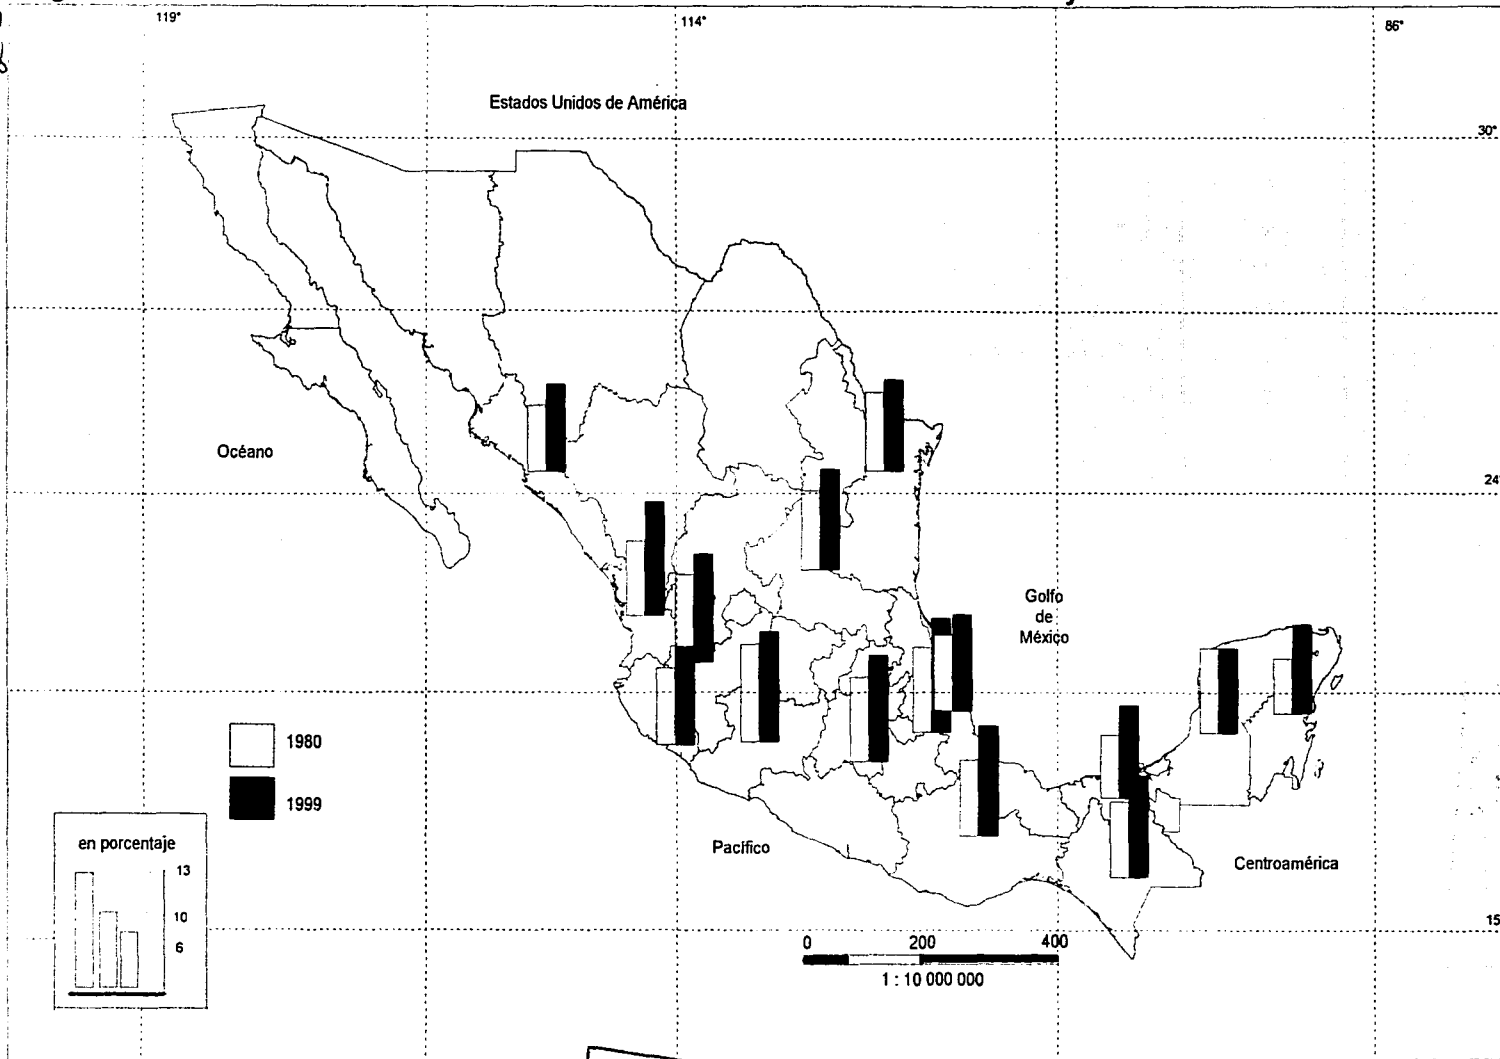 119°
114°
86°
Estados Unidos de América
30°
Océano
24°
Golfo
de
México
1980
1999
en porcentaje
13
10
6
Pacífico
Centroamérica
15
0 200 400
1 : 10 000 000